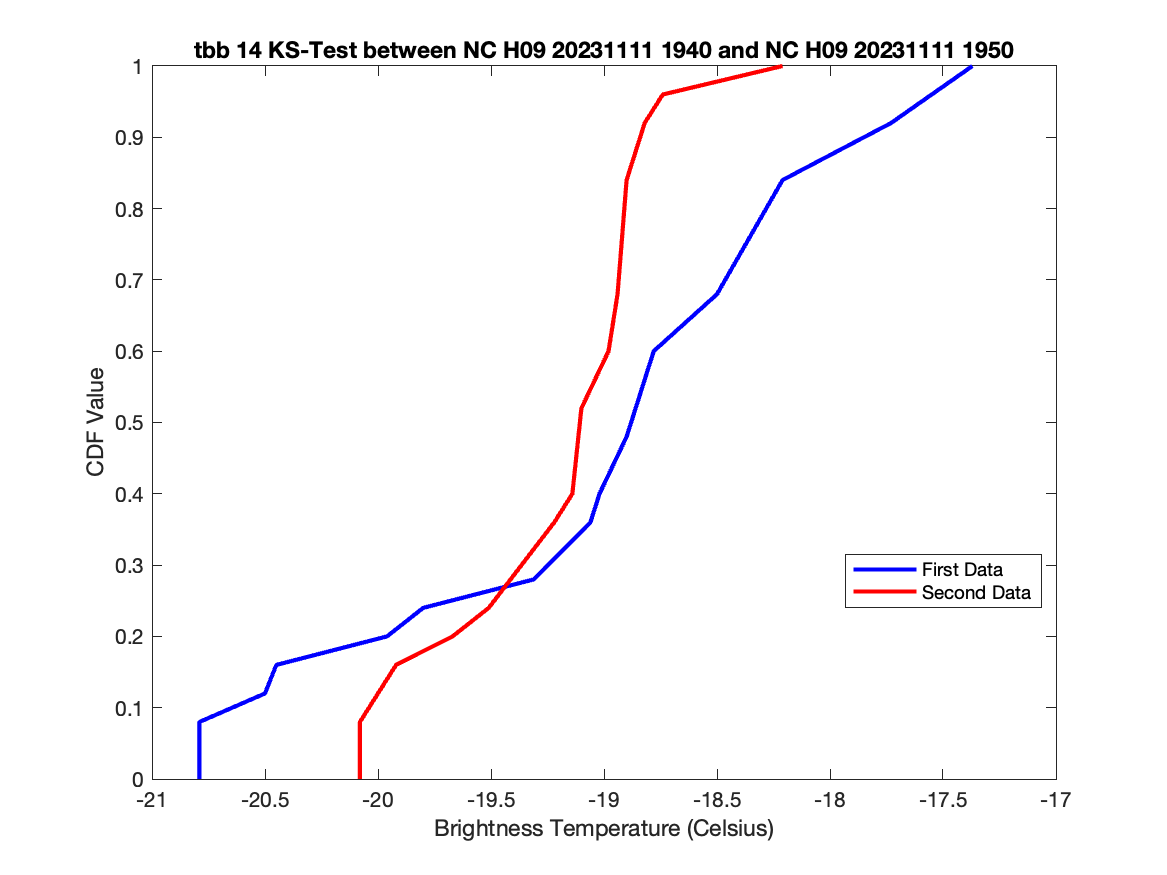 tbb 14 KS-Test between NC H09 20231111 1940 and NC H09 20231111 1950
1
0.9
0.8
0.7
0.6
0.5
0.4
0.3
0.2
0.1
0
CDF Value
First Data
Second Data
-21 -20.5 -20 -19.5 -19 -18.5 -18 -17.5 -17
Brightness Temperature (Celsius)